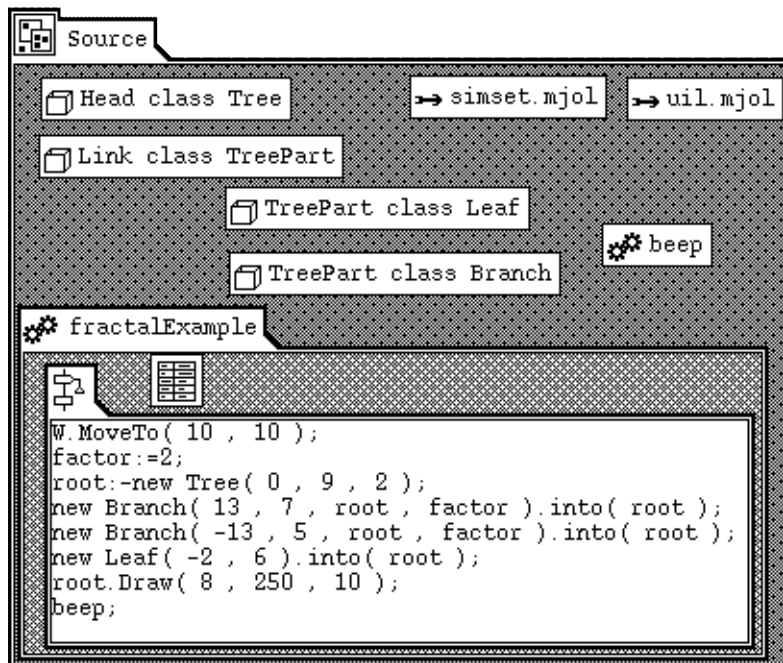 Source
Head class Tree
simset.mjol
uil.mjol
Link class TreePart
TreePart class Leaf
beep
TreePart class Branch
fractalExample
W.MoveTo( 10 , 10 );
factor:=2;
root:-new Tree( 0 , 9 , 2 );
new Branch( 13 , 7 , root , factor ).into( root );
new Branch( -13 , 5 , root , factor ).into( root );
new Leaf( -2 , 6 ).into( root );
root.Draw( 8 , 250 , 10 );
beep;